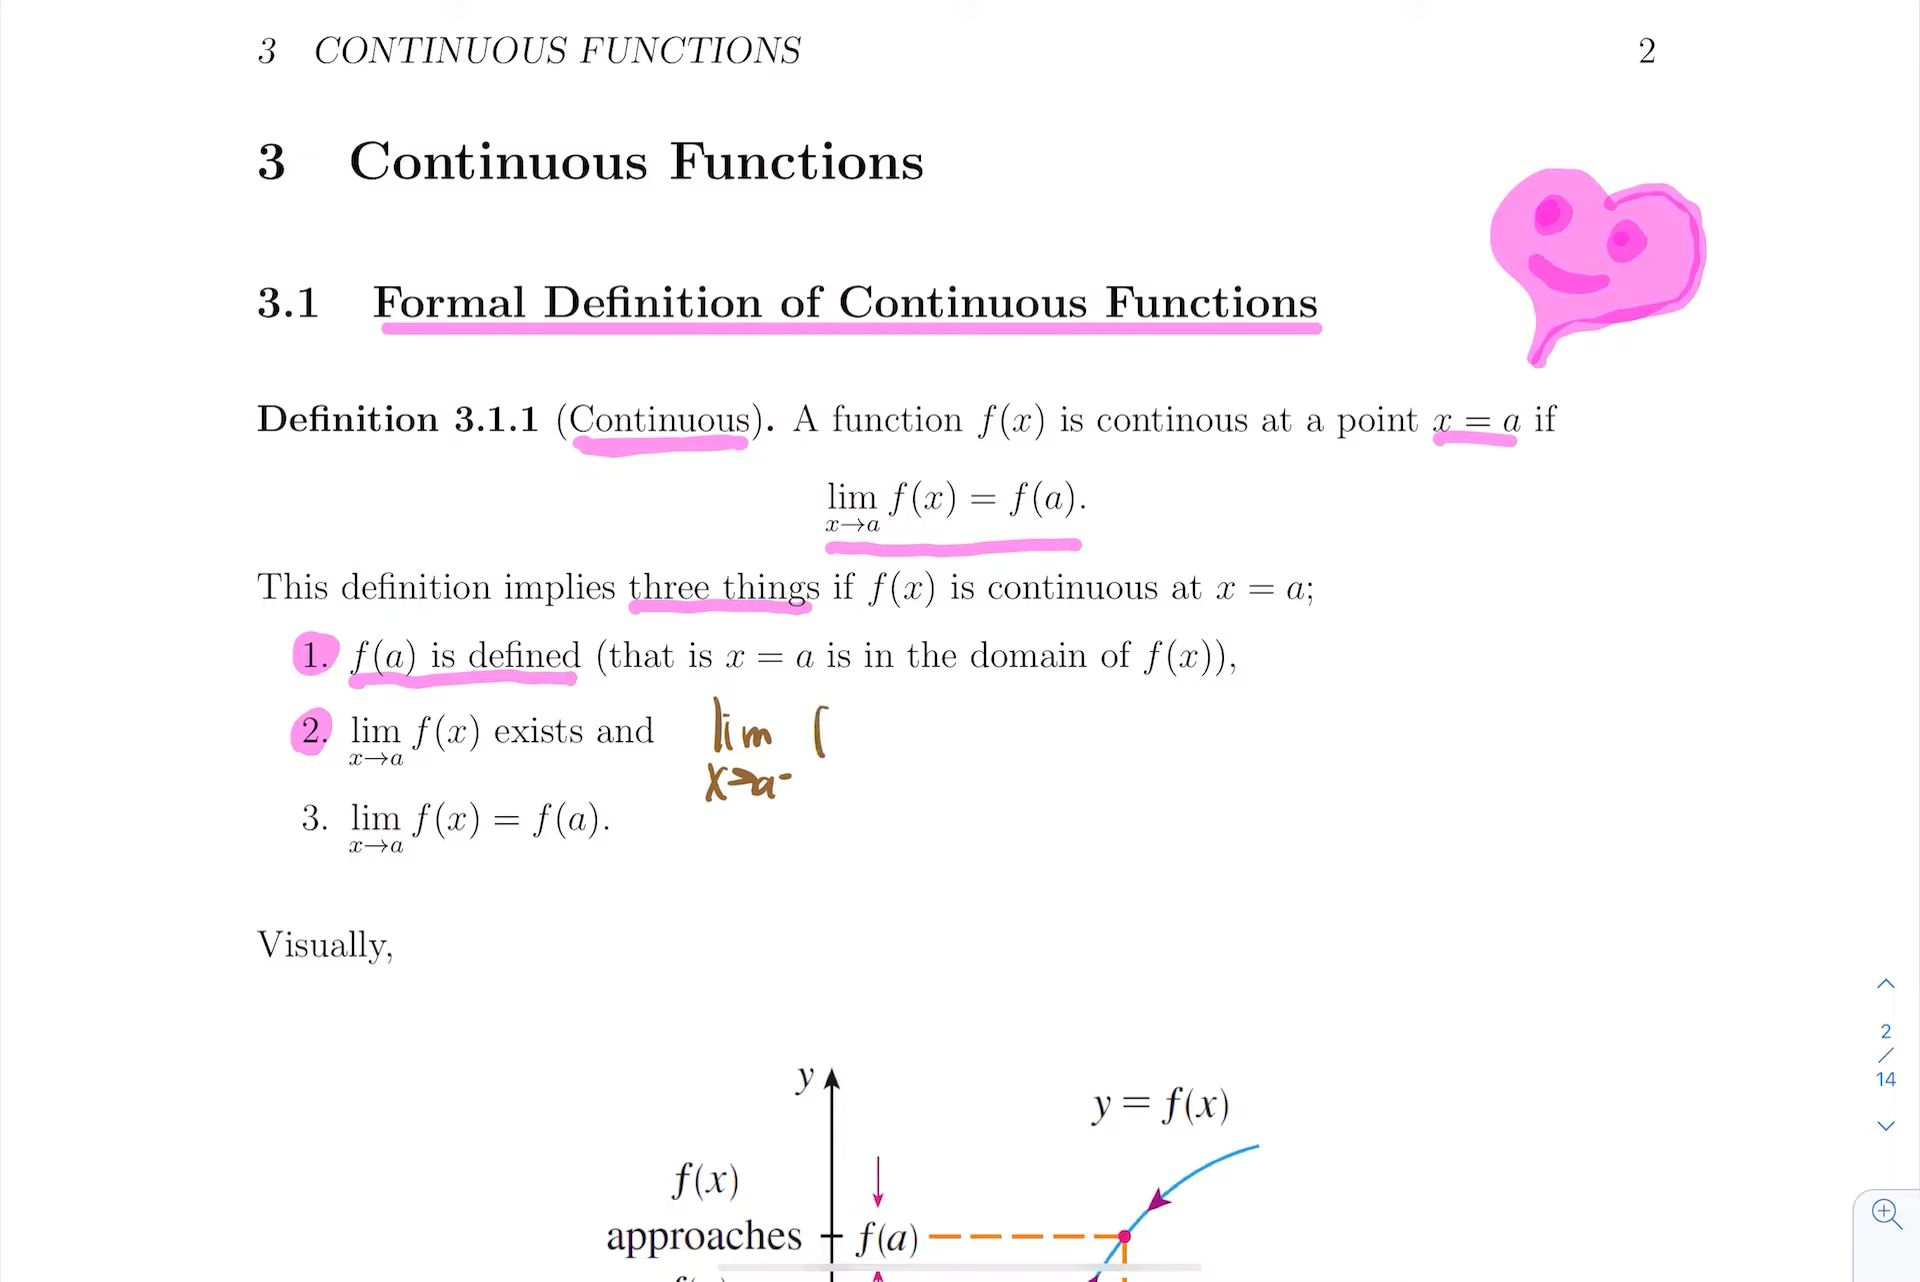 3 CONTINUOUS FUNCTIONS 2
3 Continuous Functions
3.1 Formal Definition of Continuous Functions
Definition 3.1.1 (Continuous). A function f(x) is continous at a point x = a if
lim f(x) = f(a).
x→a
This definition implies three things if f(x) is continuous at x = a;
1. f(a) is defined (that is x = a is in the domain of f(x)),
2. lim f(x) exists and lim (
x→a x→a-
3. lim f(x) = f(a).
x→a
Visually,
2
/
14
y
y = f(x)
f(x)
approaches f(a)